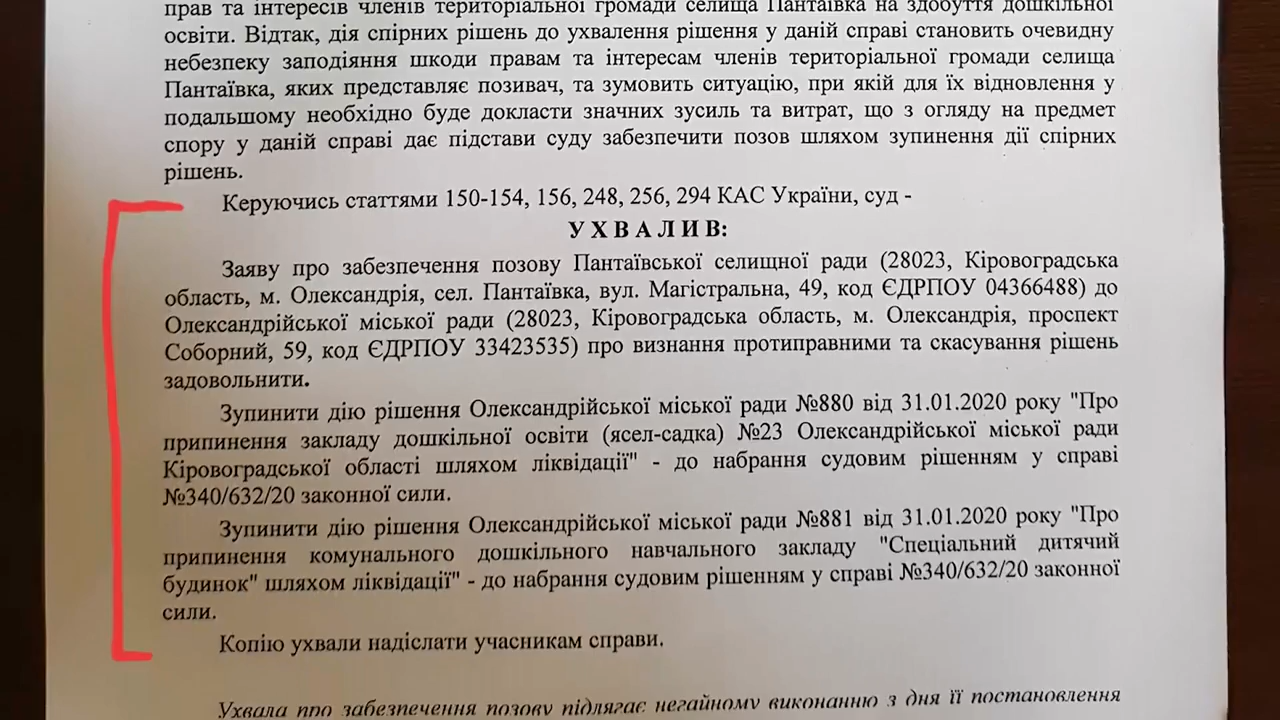 прав та інтересів членів територіальної громади селища Пантаївка на здобуття дошкільної
освіти. Відтак, дія спірних рішень до ухвалення рішення у даній справі становить очевидну
небезпеку заподіяння шкоди правам та інтересам членів територіальної громади селища
Пантаївка, яких представляє позивач, та зумовить ситуацію, при якій для їх відновлення у
подальшому необхідно буде докласти значних зусиль та витрат, що з огляду на предмет
спору у даній справі дає підстави суду забезпечити позов шляхом зупинення дії спірних
рішень.
Керуючись статтями 150-154, 156, 248, 256, 294 КАС України, суд -
У Х В А Л И В:
Заяву про забезпечення позову Пантаївської селищної ради (28023, Кіровоградська
область, м. Олександрія, сел. Пантаївка, вул. Магістральна, 49, код ЄДРПОУ 04366488) до
Олександрійської міської ради (28023, Кіровоградська область, м. Олександрія, проспект
Соборний, 59, код ЄДРПОУ 33423535) про визнання протиправними та скасування рішень
задовольнити.
Зупинити дію рішення Олександрійської міської ради №880 від 31.01.2020 року "Про
припинення закладу дошкільної освіти (ясел-садка) №23 Олександрійської міської ради
Кіровоградської області шляхом ліквідації" - до набрання судовим рішенням у справі
№340/632/20 законної сили.
Зупинити дію рішення Олександрійської міської ради №881 від 31.01.2020 року "Про
припинення комунального дошкільного навчального закладу "Спеціальний дитячий
будинок" шляхом ліквідації" - до набрання судовим рішенням у справі №340/632/20 законної
сили.
Копію ухвали надіслати учасникам справи.
Ухвала про забезпечення позову підлягає негайному виконанню з дня її постановлення